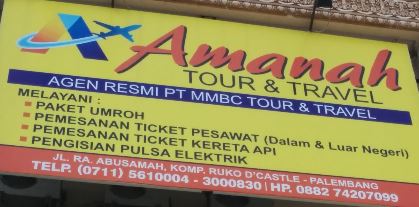 Amanah
TOUR & TRAVEL
AGEN RESMI PT MMBC TOUR & TRAVEL
MELAYANI :
PAKET UMROH
PEMESANAN TICKET PESAWAT (Dalam & Luar Negeri)
PEMESANAN TICKET KERETA API
PENGISIAN PULSA ELEKTRIK
JL. RA. ABUSAMAH, KOMP. RUKO D'CASTLE - PALEMBANG
TELP. (0711) 5610004 - 3000830 | HP. 0882 74207099